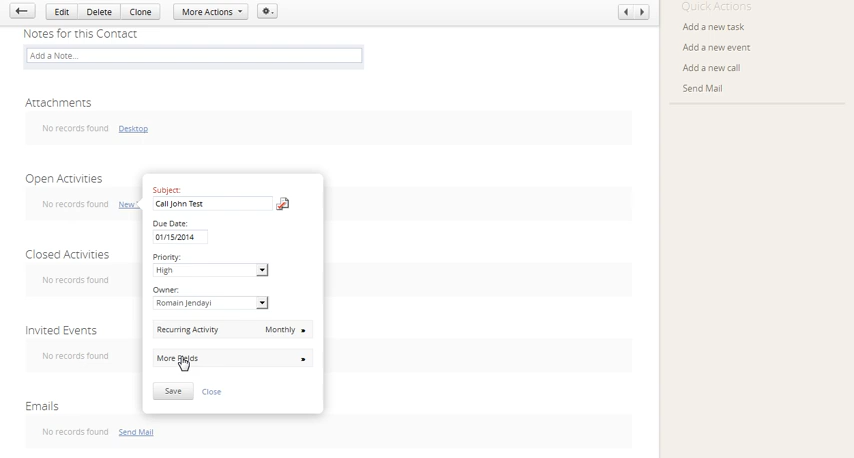 Edit Delete Clone More Actions
Quick Actions
Add a new task
Add a new event
Add a new call
Send Mail
Notes for this Contact
Add a Note...
Attachments
No records found Desktop
Open Activities
No records found New
Subject:
Call John Test
Due Date:
01/15/2014
Priority:
High
Owner:
Romain Jendayi
Recurring Activity Monthly »
More Fields »
Save Close
Closed Activities
No records found
Invited Events
No records found
Emails
No records found Send Mail